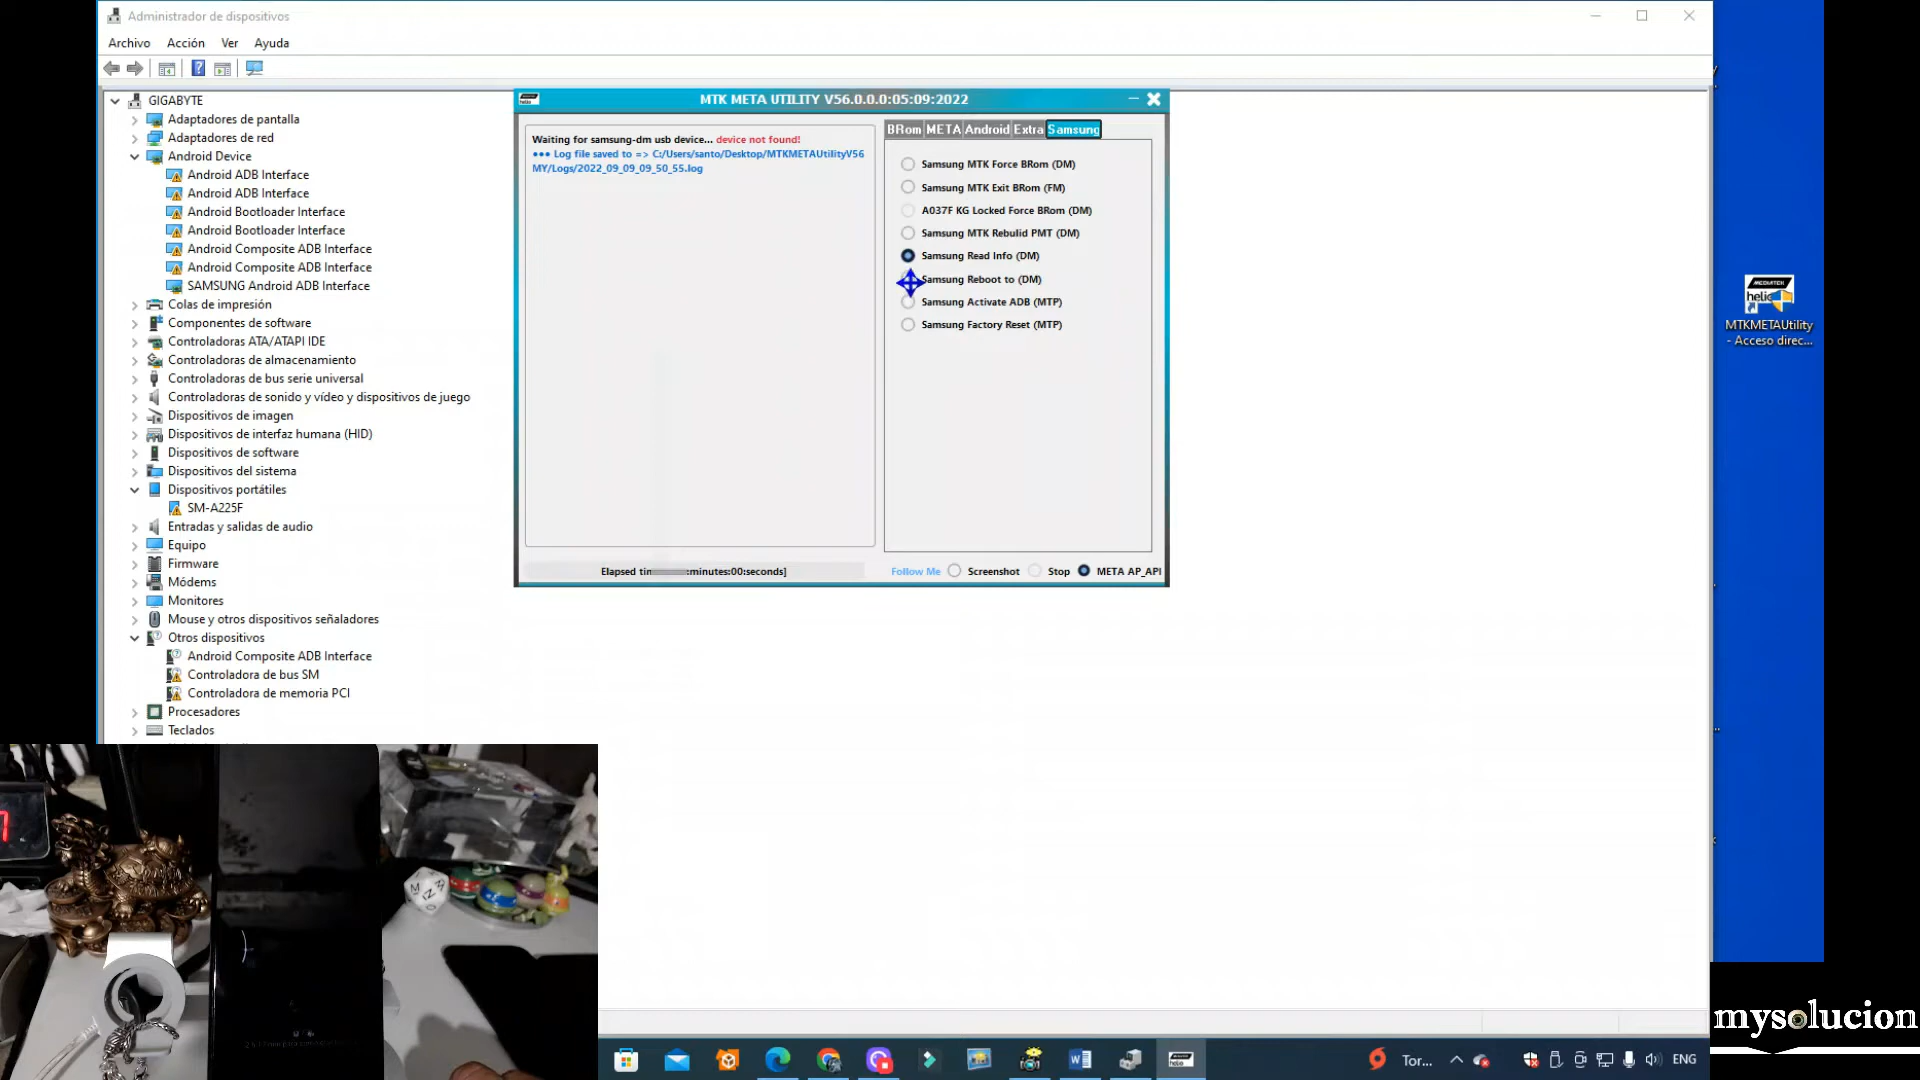 Administrador de dispositivos
Archivo Acción Ver Ayuda
GIGABYTE
Adaptadores de pantalla
Adaptadores de red
Android Device
Android ADB Interface
Android ADB Interface
Android Bootloader Interface
Android Bootloader Interface
Android Composite ADB Interface
Android Composite ADB Interface
SAMSUNG Android ADB Interface
Colas de impresión
Componentes de software
Controladoras ATA/ATAPI IDE
Controladoras de almacenamiento
Controladoras de bus serie universal
Controladoras de sonido y vídeo y dispositivos de juego
Dispositivos de imagen
Dispositivos de interfaz humana (HID)
Dispositivos de software
Dispositivos del sistema
Dispositivos portátiles
SM-A225F
Entradas y salidas de audio
Equipo
Firmware
Módems
Monitores
Mouse y otros dispositivos señaladores
Otros dispositivos
Android Composite ADB Interface
Controladora de bus SM
Controladora de memoria PCI
Procesadores
Teclados
MTK META UTILITY V56.0.0.0:05:09:2022
Waiting for samsung-dm usb device... device not found!
●●● Log file saved to => C:/Users/santo/Desktop/MTKMETAUtilityV56
MY/Logs/2022_09_09_09_50_55.log
BRom META Android Extra Samsung
Samsung MTK Force BRom (DM)
Samsung MTK Exit BRom (FM)
A037F KG Locked Force BRom (DM)
Samsung MTK Rebulid PMT (DM)
Samsung Read Info (DM)
Samsung Reboot to (DM)
Samsung Activate ADB (MTP)
Samsung Factory Reset (MTP)
Elapsed tim :minutes:00:seconds]
Follow Me Screenshot Stop META AP_API
MEDIATEK
helio
MTKMETAUtility
- Acceso direc...
mysolucion
Tor... ENG